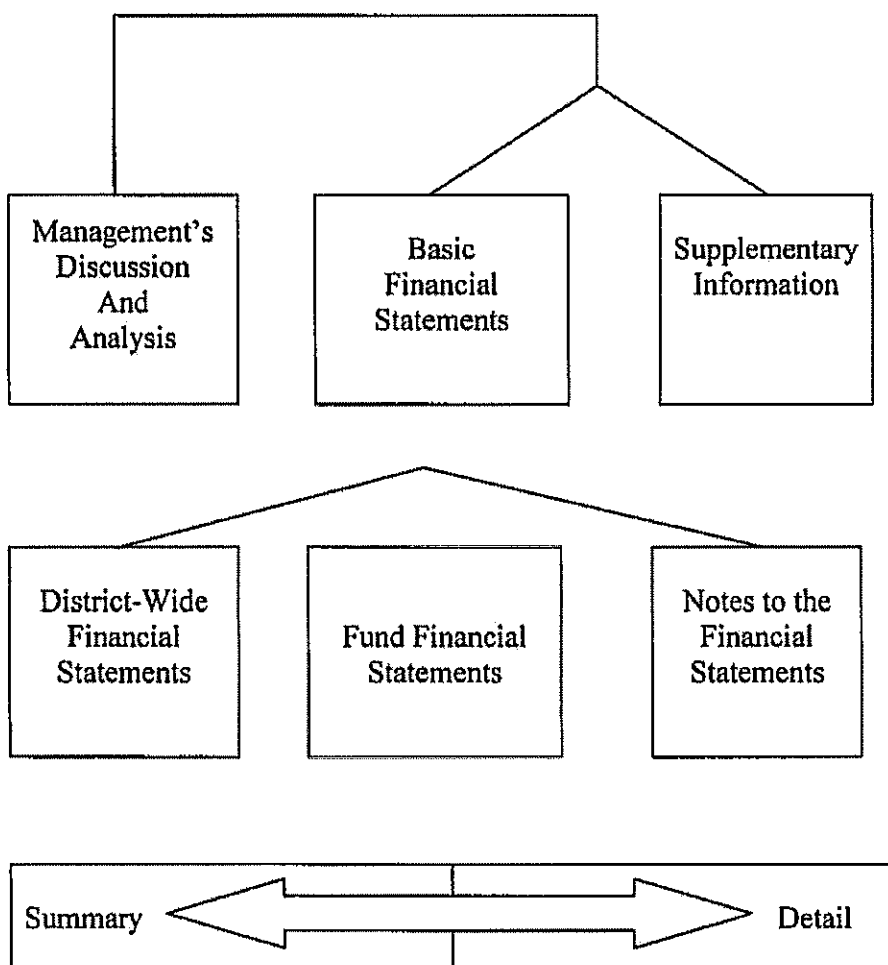 Management's
Discussion
And
Analysis
Basic
Financial
Statements
Supplementary
Information
District-Wide
Financial
Statements
Fund Financial
Statements
Notes to the
Financial
Statements
Summary
Detail